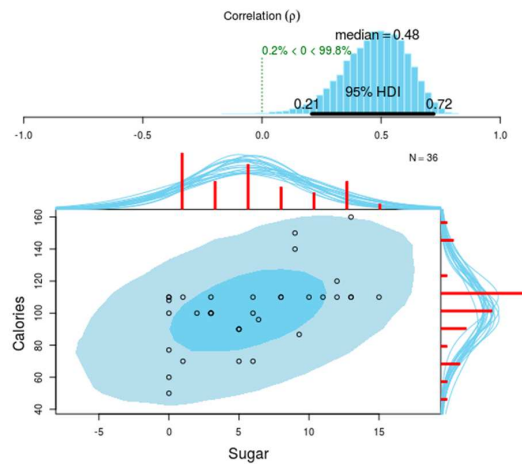 Correlation (ρ)
median = 0.48
0.2% < 0 < 99.8%
95% HDI
0.21 0.72
-1.0 -0.5 0.0 0.5 1.0
N = 36
160
140
120
100
80
60
40
Calories
-5 0 5 10 15
Sugar